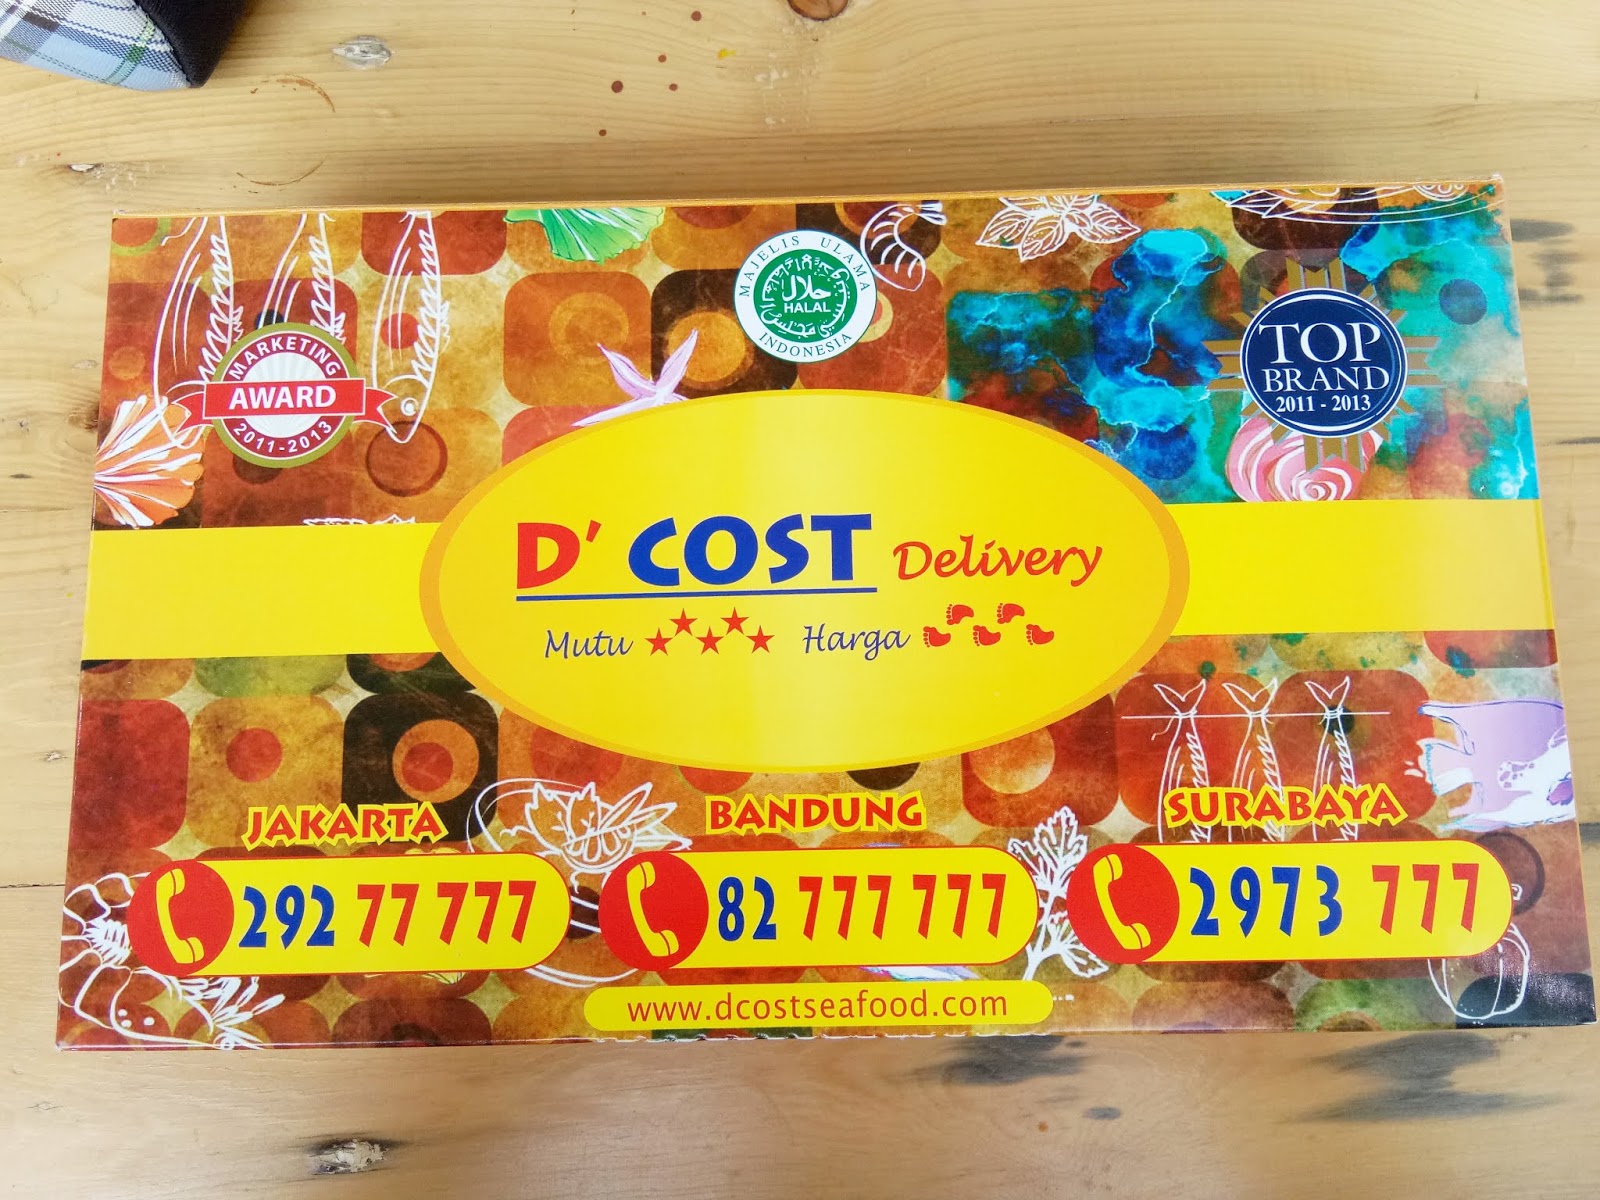 MAJELIS ULAMA
حلال
HALAL
INDONESIA
MARKETING
AWARD
2011-2013
TOP
BRAND
2011 - 2013
D' COST Delivery
Mutu Harga
JAKARTA
292 77 777
BANDUNG
82 777 777
SURABAYA
2973 777
www.dcostseafood.com